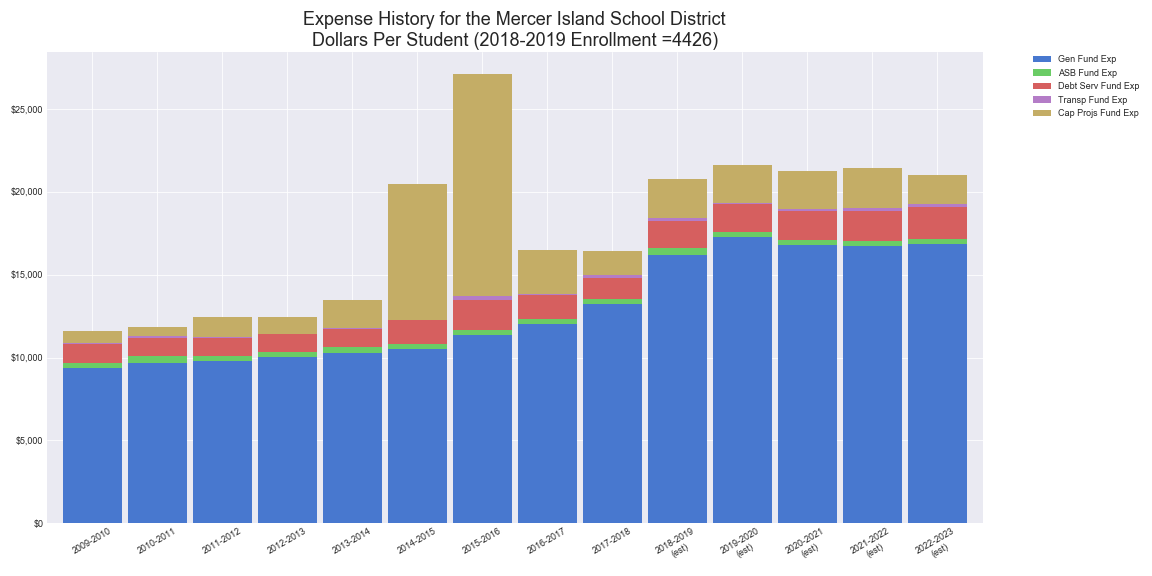 Expense History for the Mercer Island School District
Dollars Per Student (2018-2019 Enrollment =4426)
Gen Fund Exp
ASB Fund Exp
Debt Serv Fund Exp
Transp Fund Exp
Cap Projs Fund Exp
$25,000
$20,000
$15,000
$10,000
$5,000
$0
2009-2010
2010-2011
2011-2012
2012-2013
2013-2014
2014-2015
2015-2016
2016-2017
2017-2018
2018-2019
(est)
2019-2020
(est)
2020-2021
(est)
2021-2022
(est)
2022-2023
(est)